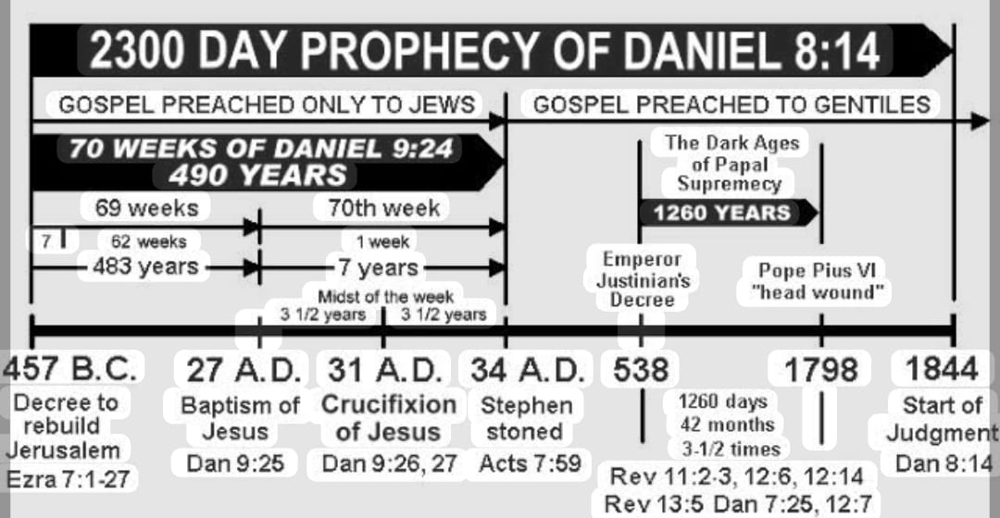 2300 DAY PROPHECY OF DANIEL 8:14
GOSPEL PREACHED ONLY TO JEWS
GOSPEL PREACHED TO GENTILES
70 WEEKS OF DANIEL 9:24
490 YEARS
The Dark Ages
of Papal
Supremecy
1260 YEARS
69 weeks
70th week
7
62 weeks
1 week
483 years
7 years
Midst of the week
3 1/2 years
3 1/2 years
Emperor
Justinian's
Decree
Pope Pius VI
"head wound"
457 B.C.
Decree to
rebuild
Jerusalem
Ezra 7:1-27
27 A.D.
Baptism of
Jesus
Dan 9:25
31 A.D.
Crucifixion
of Jesus
Dan 9:26, 27
34 A.D.
Stephen
stoned
Acts 7:59
538
1798
1260 days
42 months
3-1/2 times
Rev 11:2-3, 12:6, 12:14
Rev 13:5 Dan 7:25, 12:7
1844
Start of
Judgment
Dan 8:14